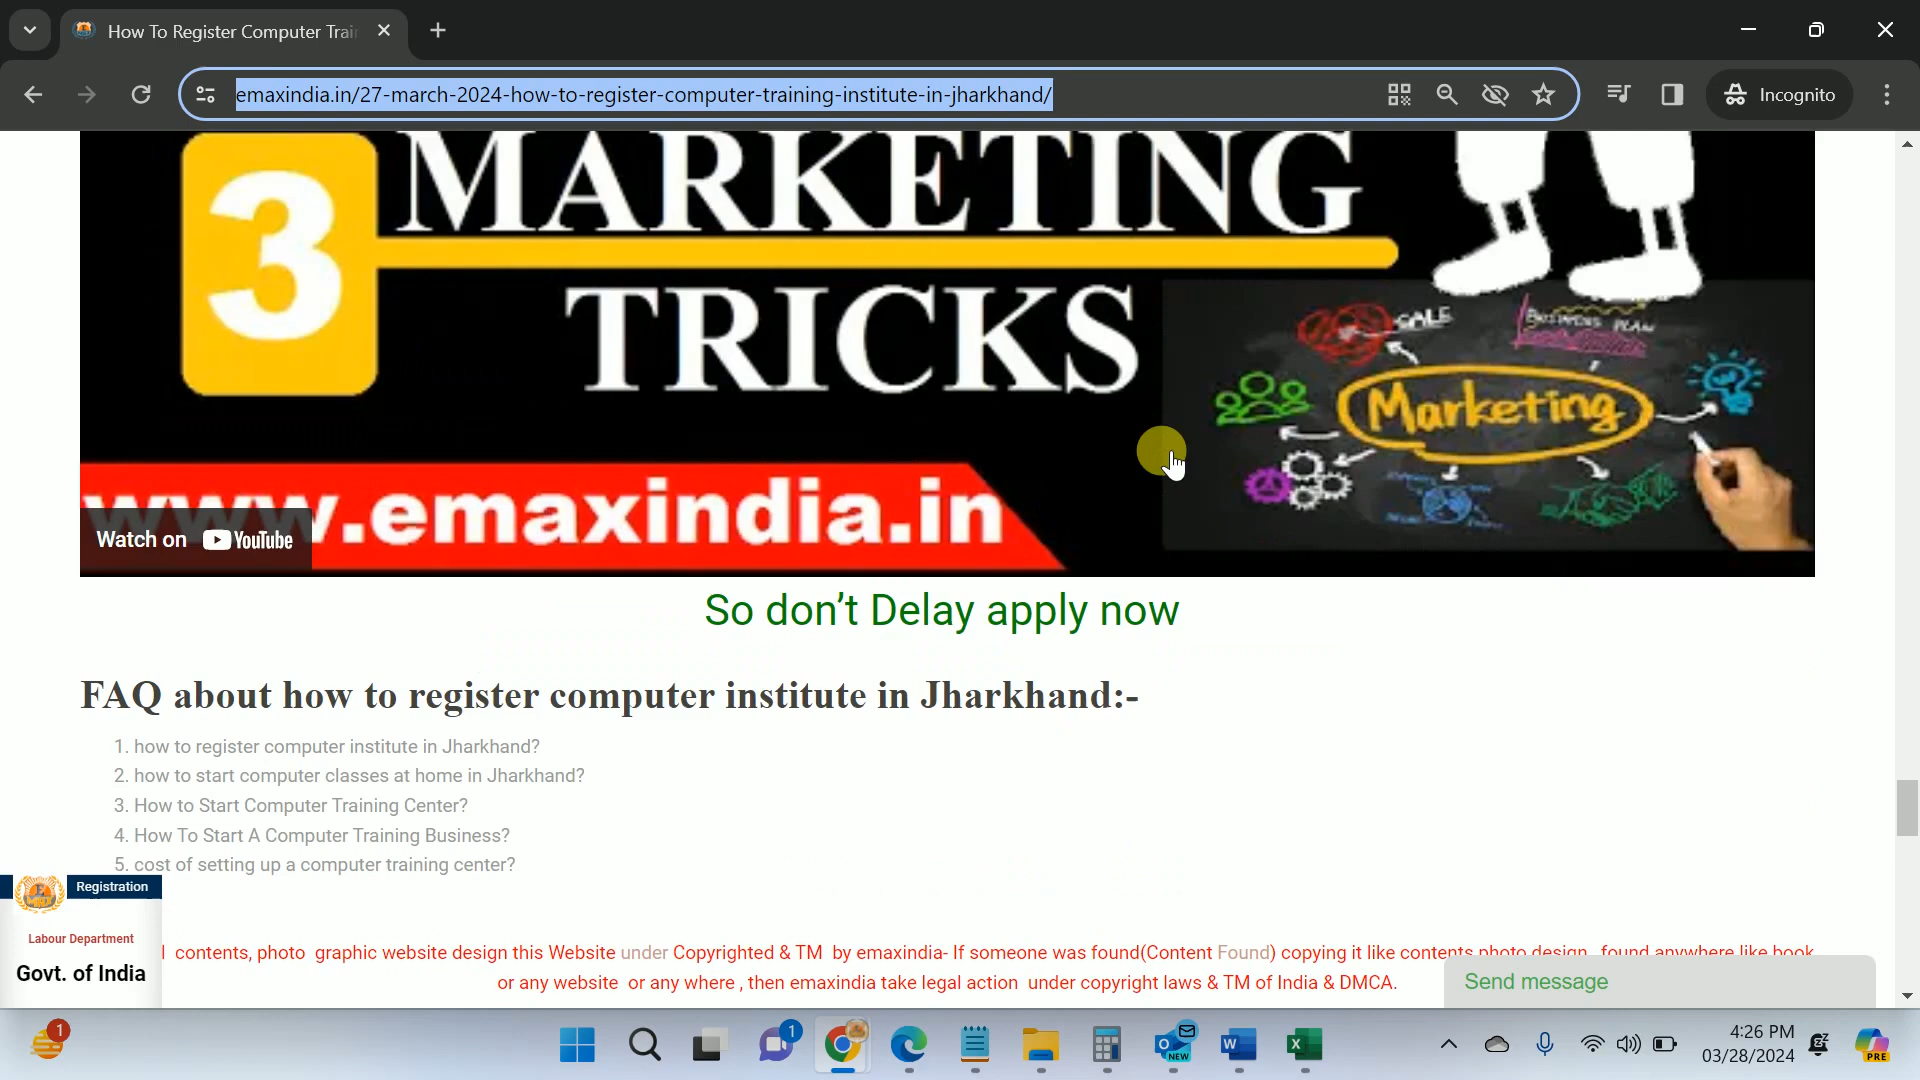 How To Register Computer Trai
emaxindia.in/27-march-2024-how-to-register-computer-training-institute-in-jharkhand/
Incognito
3
MARKETING
TRICKS
SALE
BUSINESS PLAN
Marketing
www.emaxindia.in
Watch on YouTube
So don't Delay apply now
FAQ about how to register computer institute in Jharkhand:-
1. how to register computer institute in Jharkhand?
2. how to start computer classes at home in Jharkhand?
3. How to Start Computer Training Center?
4. How To Start A Computer Training Business?
5. cost of setting up a computer training center?
Registration
Labour Department
Govt. of India
contents, photo graphic website design this Website under Copyrighted & TM by emaxindia- If someone was found(Content Found) copying it like contents photo design found anywhere like book
or any website or any where , then emaxindia take legal action under copyright laws & TM of India & DMCA.
Send message
1
1
NEW
4:26 PM
03/28/2024
PRE